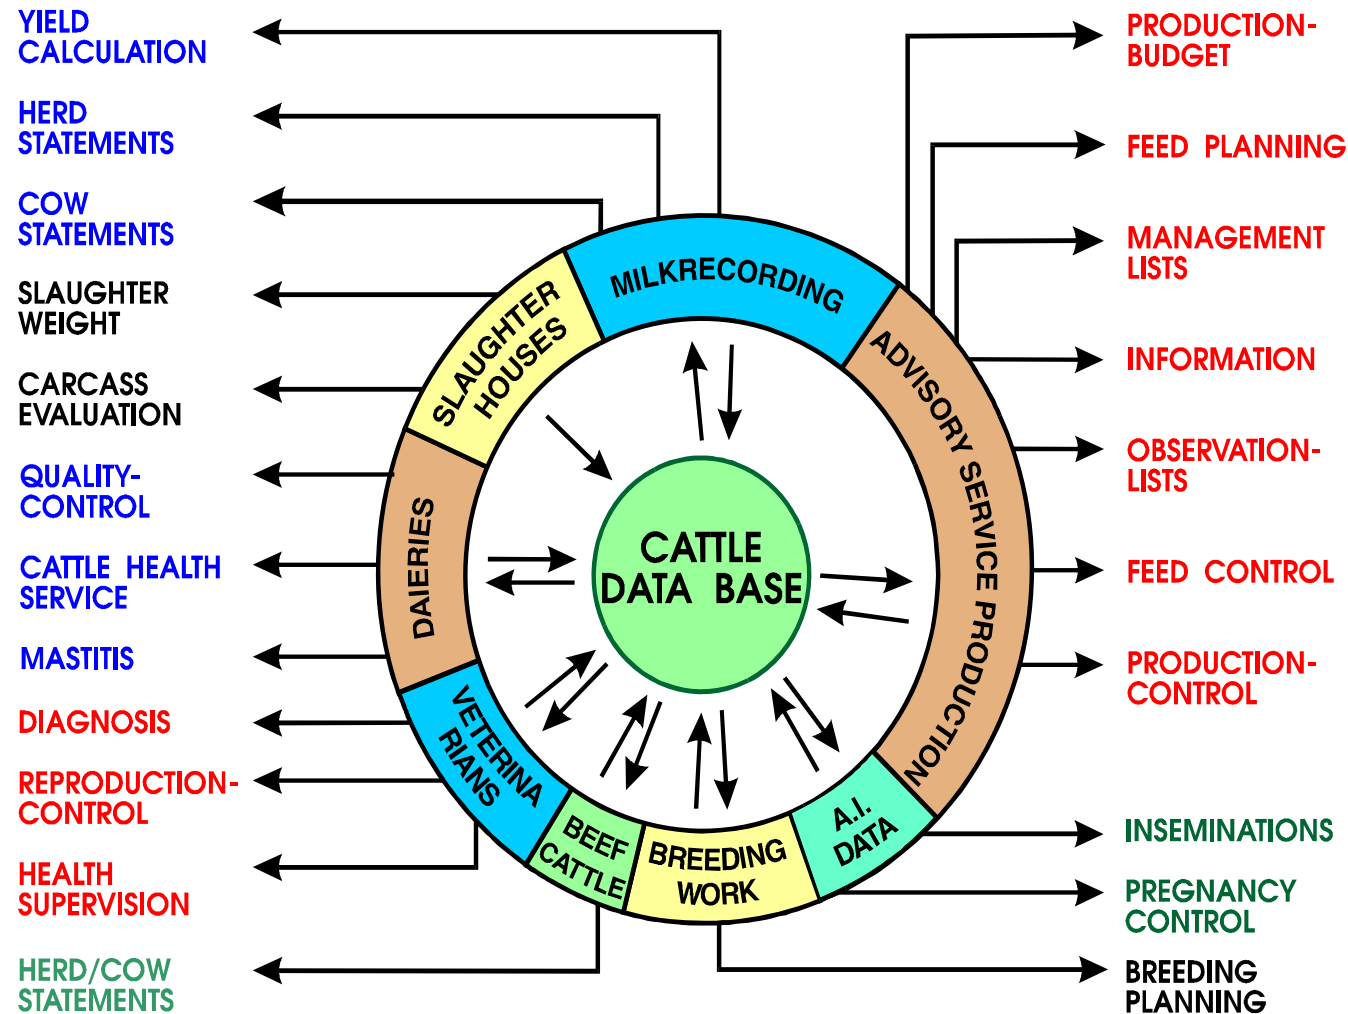 YIELD
CALCULATION
HERD
STATEMENTS
COW
STATEMENTS
SLAUGHTER
WEIGHT
CARCASS
EVALUATION
QUALITY-
CONTROL
CATTLE HEALTH
SERVICE
MASTITIS
DIAGNOSIS
REPRODUCTION-
CONTROL
HEALTH
SUPERVISION
HERD/COW
STATEMENTS
MILKRECORDING
SLAUGHTER
HOUSES
DAIERIES
VETERINA
RIANS
BEEF
CATTLE
BREEDING
WORK
A.I.
DATA
ADVISORY SERVICE PRODUCTION
CATTLE
DATA BASE
PRODUCTION-
BUDGET
FEED PLANNING
MANAGEMENT
LISTS
INFORMATION
OBSERVATION-
LISTS
FEED CONTROL
PRODUCTION-
CONTROL
INSEMINATIONS
PREGNANCY
CONTROL
BREEDING
PLANNING